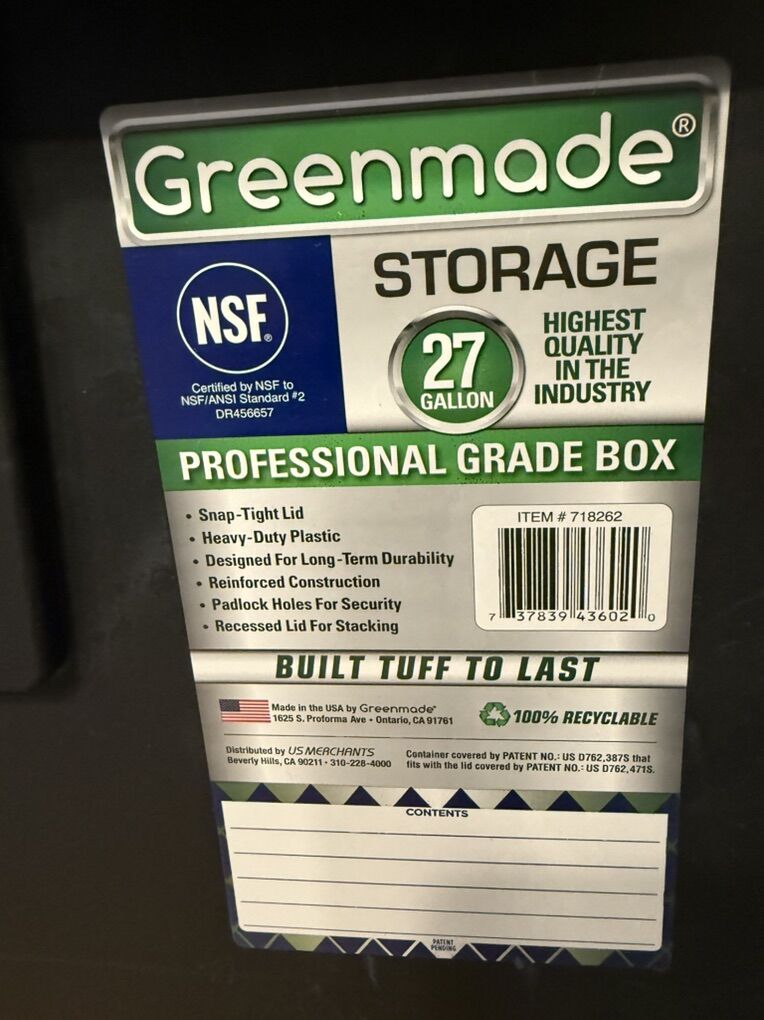 Greenmade®
NSF®
Certified by NSF to
NSF/ANSI Standard #2
DR456657
STORAGE
27
GALLON
HIGHEST
QUALITY
IN THE
INDUSTRY
PROFESSIONAL GRADE BOX
• Snap-Tight Lid
• Heavy-Duty Plastic
• Designed For Long-Term Durability
• Reinforced Construction
• Padlock Holes For Security
• Recessed Lid For Stacking
ITEM # 718262
7 37839 43602 0
BUILT TUFF TO LAST
Made in the USA by Greenmade®
1625 S. Proforma Ave • Ontario, CA 91761
100% RECYCLABLE
Distributed by US MERCHANTS
Beverly Hills, CA 90211 • 310-228-4000
Container covered by PATENT NO.: US D762,387S that
fits with the lid covered by PATENT NO.: US D762,471S.
CONTENTS
PATENT
PENDING